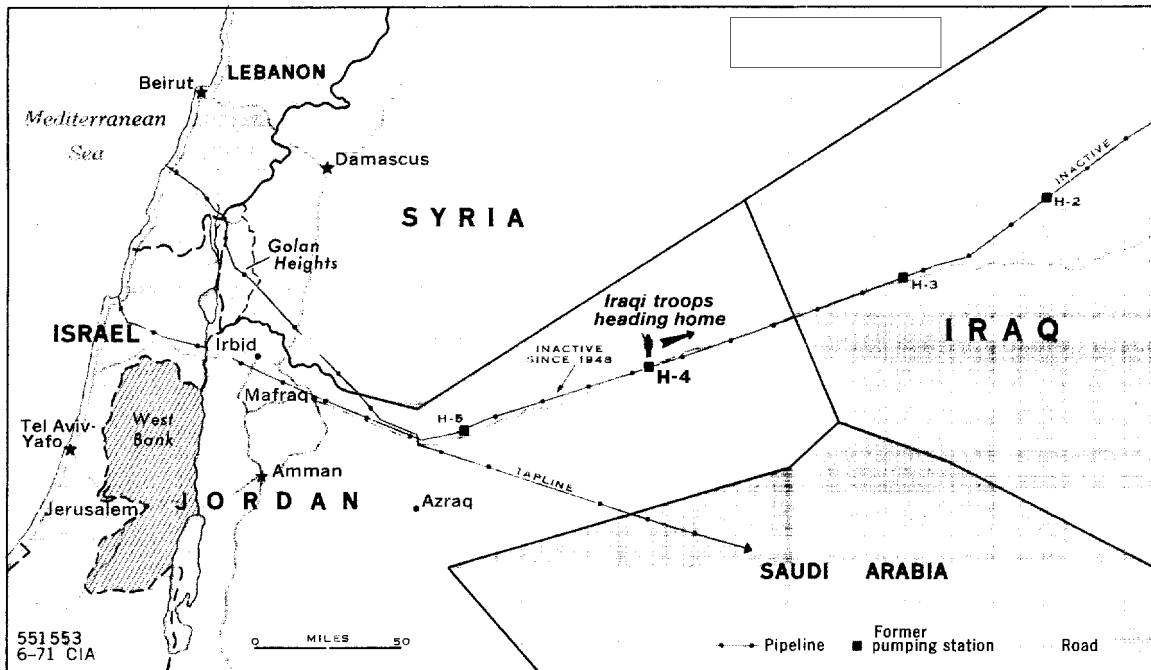 Beirut
LEBANON
Mediterranean
Sea
Damascus
SYRIA
INACTIVE
H-2
Golan
Heights
H-3
Iraqi troops
heading home
ISRAEL
IRAQ
Irbid
INACTIVE
SINCE 1948
H-4
Mafraq
H-5
West
Bank
Tel Aviv-
Yafo
Amman
TAPLINE
JORDAN
Azraq
Jerusalem
SAUDI ARABIA
551553
6-71 CIA
0 MILES 50
Pipeline
Former
pumping station
Road